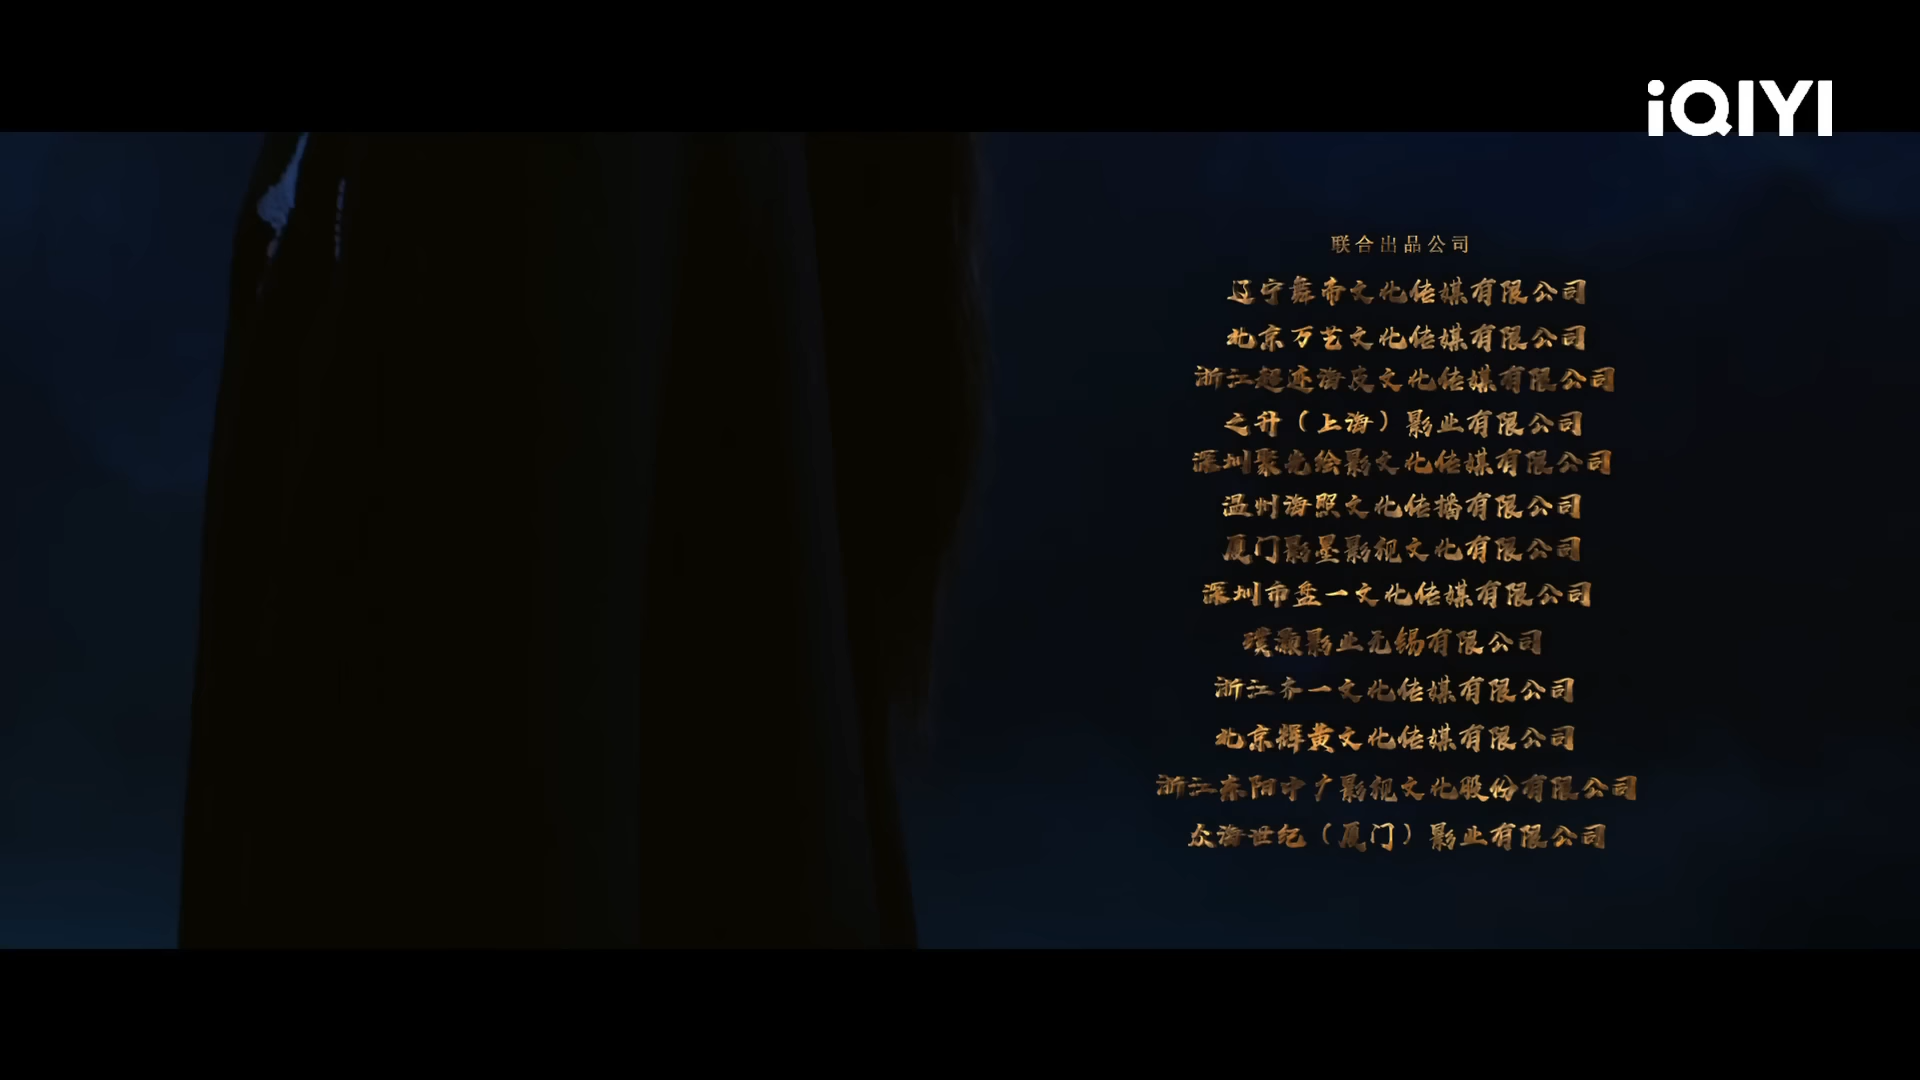 iQIYI
联合出品公司
辽宁舞帝文化传媒有限公司
北京万艺文化传媒有限公司
浙江超迹海皮文化传媒有限公司
之升（上海）影业有限公司
深圳聚光绘影文化传媒有限公司
温州海照文化传播有限公司
厦门影墨影视文化有限公司
深圳市盘一文化传媒有限公司
璞灏影业无锡有限公司
浙江齐一文化传媒有限公司
北京辉黄文化传媒有限公司
浙江东阳中广影视文化股份有限公司
众海世纪（厦门）影业有限公司